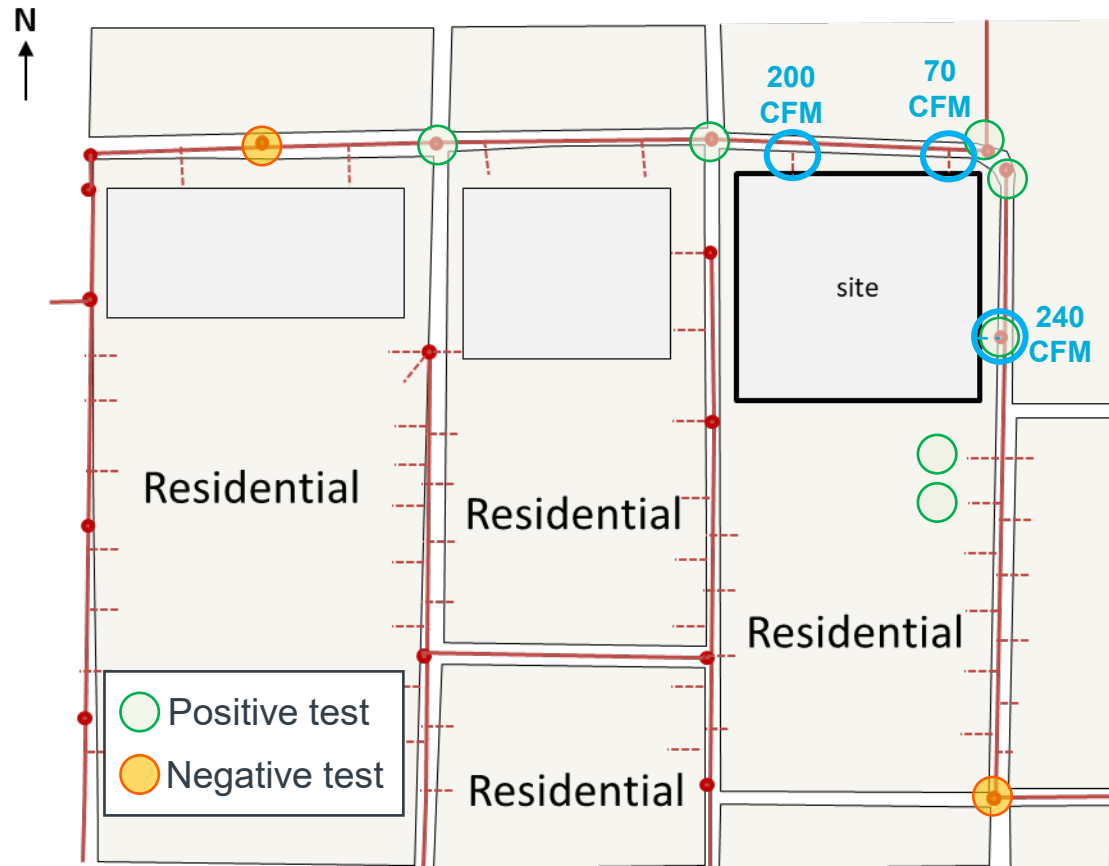 N
200
CFM
70
CFM
site
240
CFM
Residential
Residential
Residential
Positive test
Negative test
Residential